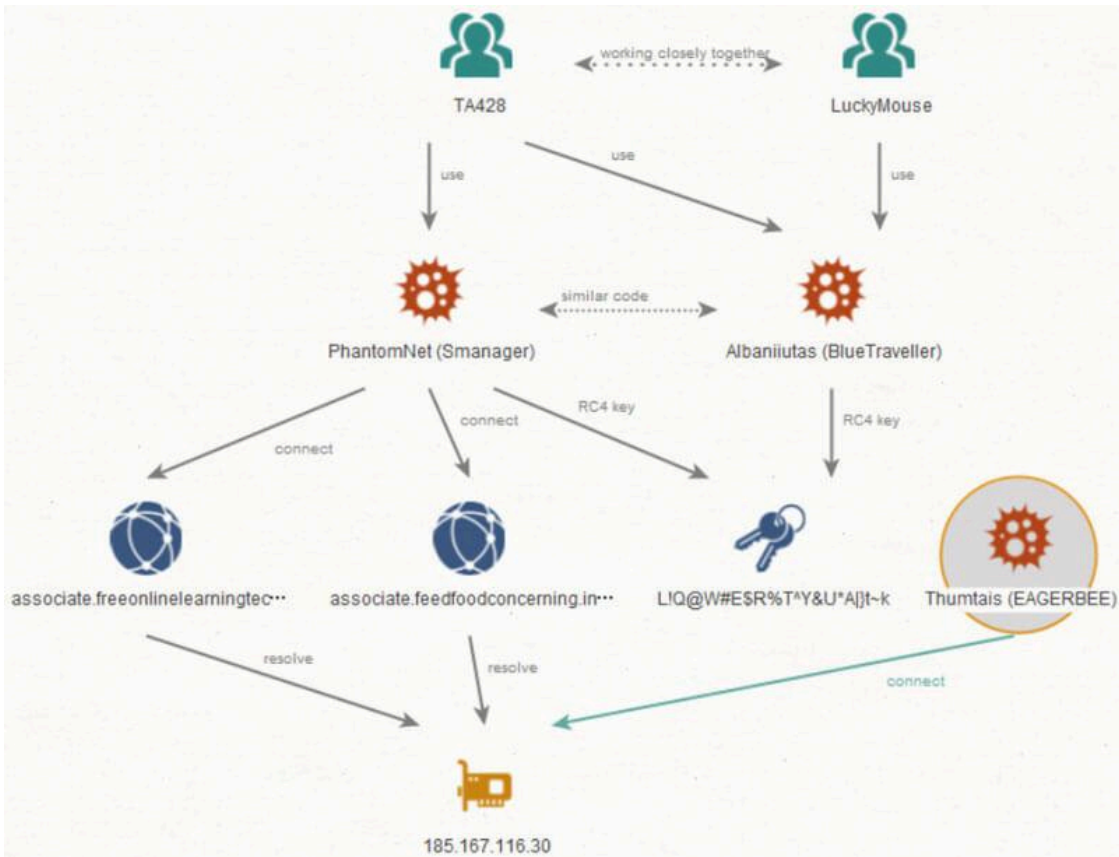 working closely together
TA428
LuckyMouse
use
use
use
similar code
PhantomNet (Smanager)
Albaniiutas (BlueTraveller)
connect
connect
RC4 key
RC4 key
associate.freeonlinelearningtec···
associate.feedfoodconcerning.in···
L!Q@W#E$R%T^Y&U*A|}t~k
Thumtais (EAGERBEE)
resolve
resolve
connect
185.167.116.30